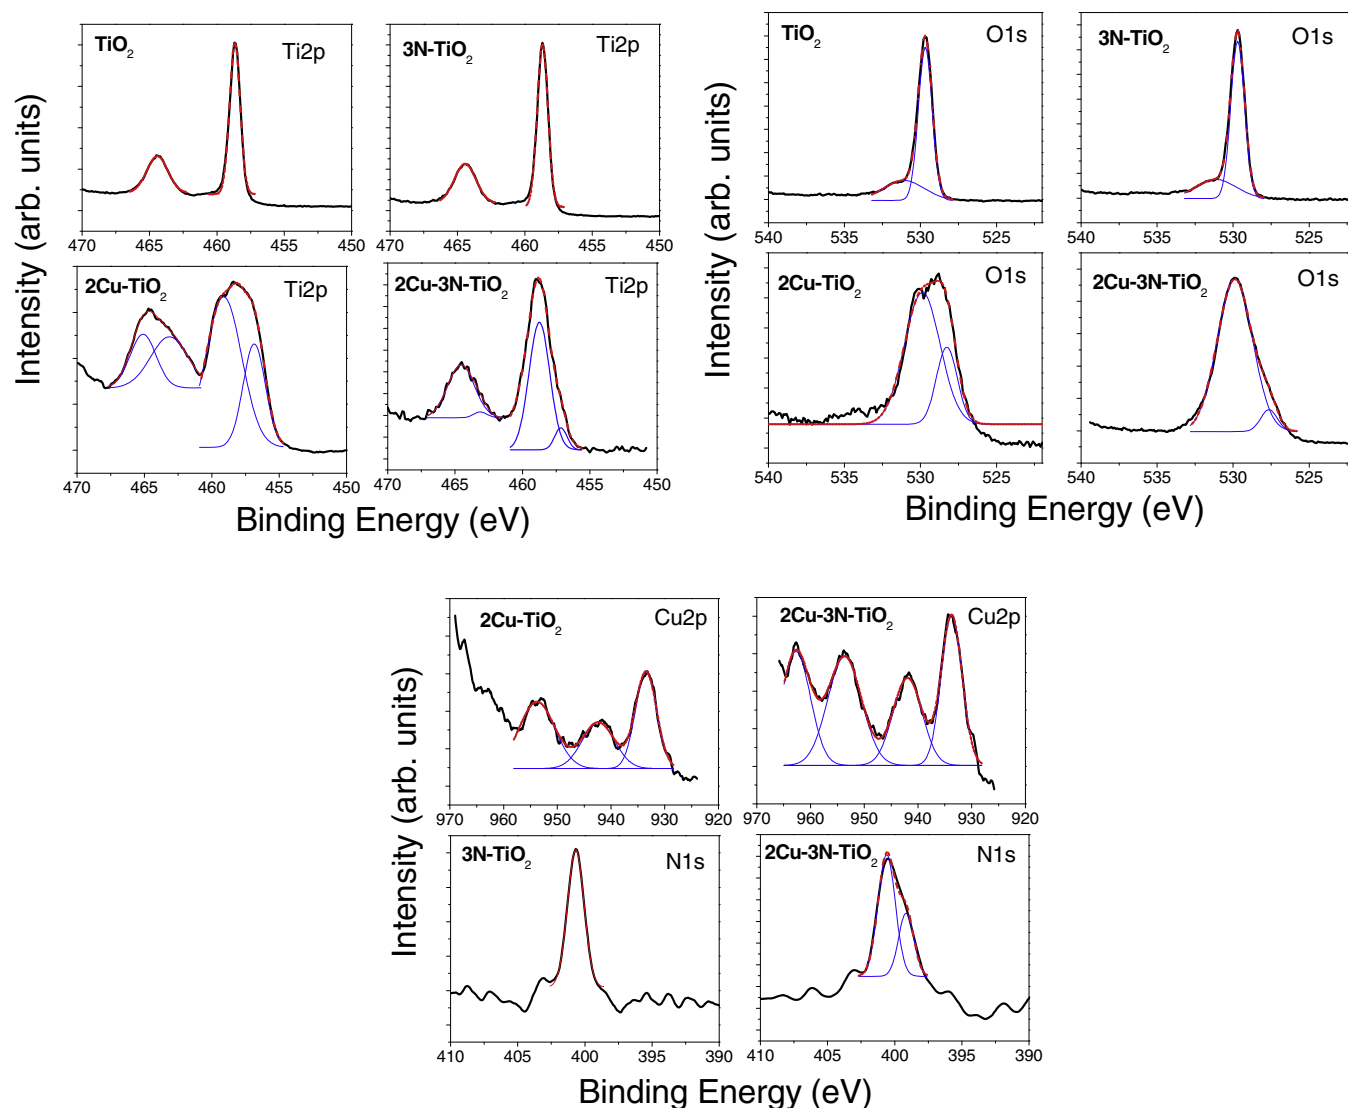 TiO2 Ti2p
470 465 460 455 450
3N-TiO2 Ti2p
470 465 460 455 450
2Cu-TiO2 Ti2p
470 465 460 455 450
2Cu-3N-TiO2 Ti2p
470 465 460 455 450
Intensity (arb. units)
Binding Energy (eV)
TiO2 O1s
540 535 530 525
3N-TiO2 O1s
540 535 530 525
2Cu-TiO2 O1s
540 535 530 525
2Cu-3N-TiO2 O1s
540 535 530 525
Intensity (arb. units)
Binding Energy (eV)
2Cu-TiO2 Cu2p
970 960 950 940 930 920
2Cu-3N-TiO2 Cu2p
970 960 950 940 930 920
3N-TiO2 N1s
410 405 400 395 390
2Cu-3N-TiO2 N1s
410 405 400 395 390
Intensity (arb. units)
Binding Energy (eV)